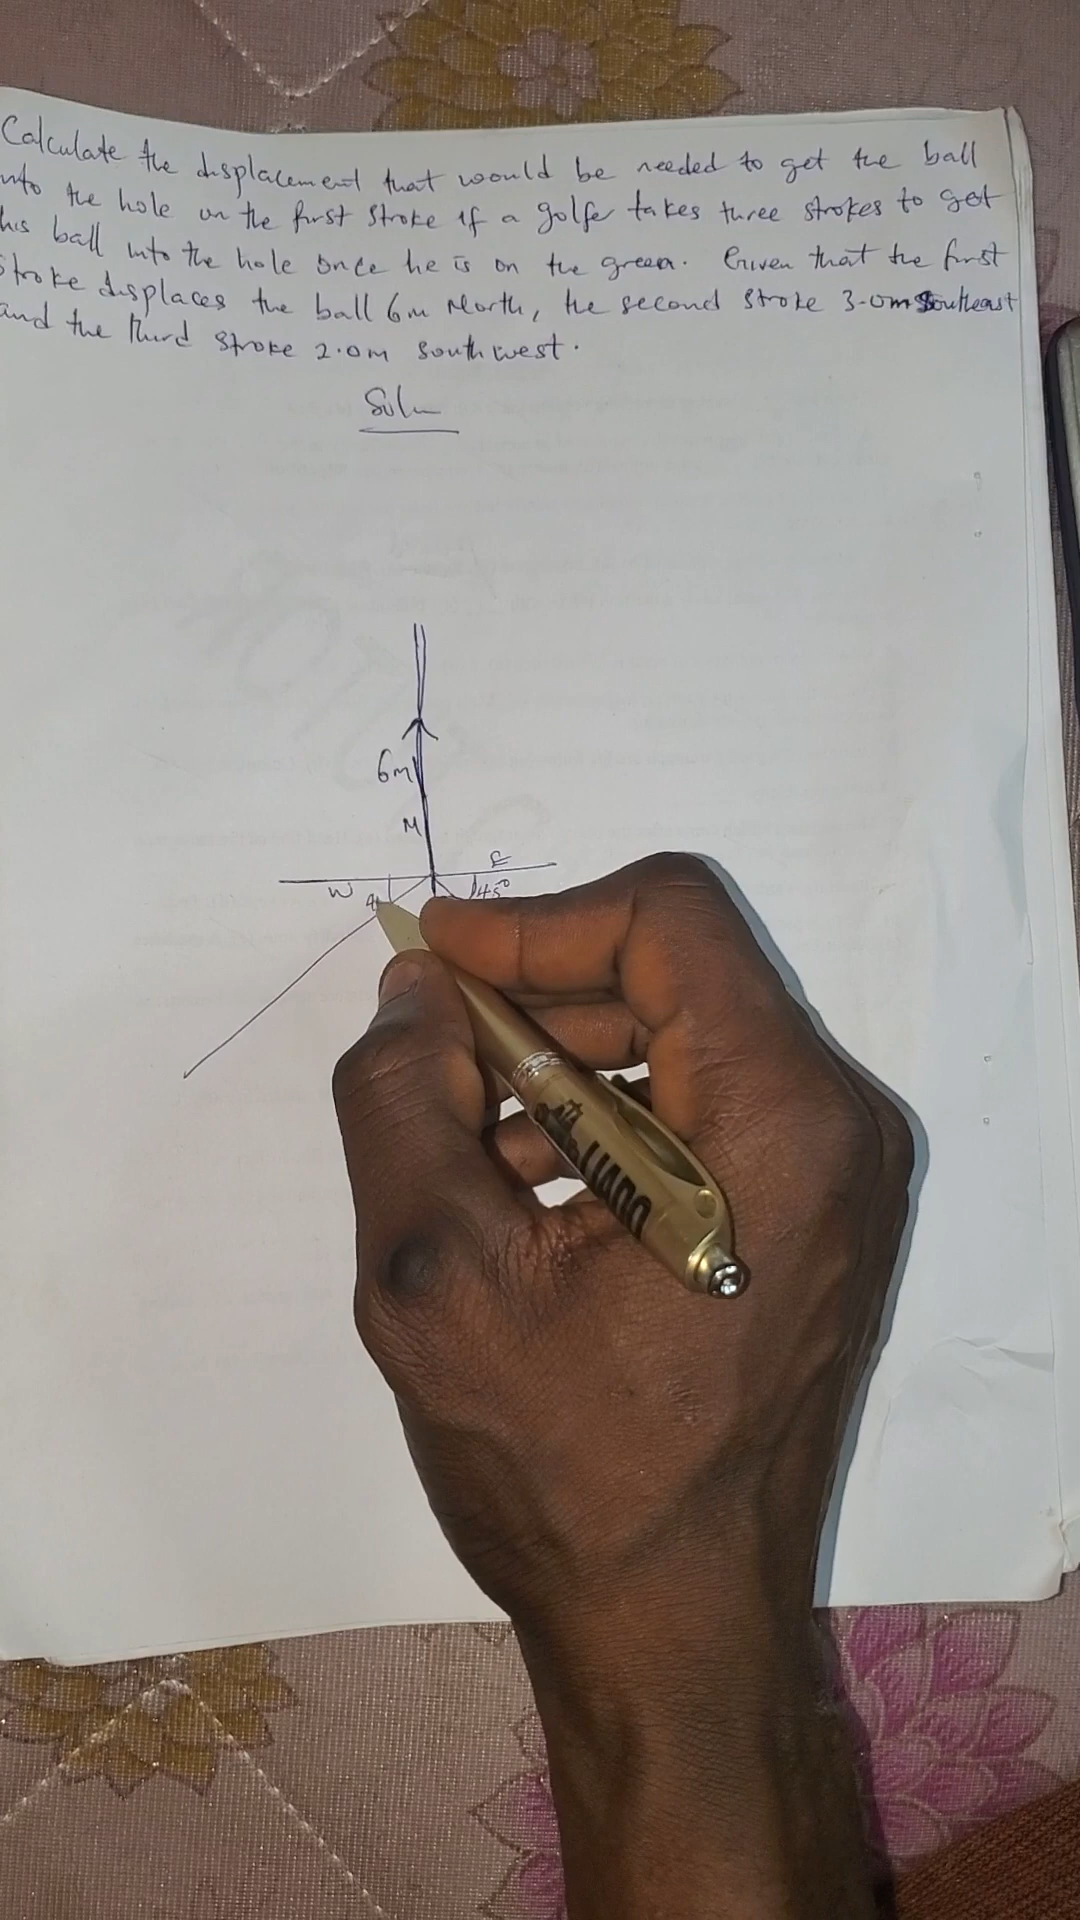 Calculate the displacement that would be needed to get the ball
into the hole on the first stroke if a golfer takes three strokes to get
his ball into the hole once he is on the green. Given that the first
stroke displaces the ball 6m North, the second stroke 3.0m Southeast
and the third stroke 2.0m southwest.
Soln
6m
N
E
W
45°
UADD